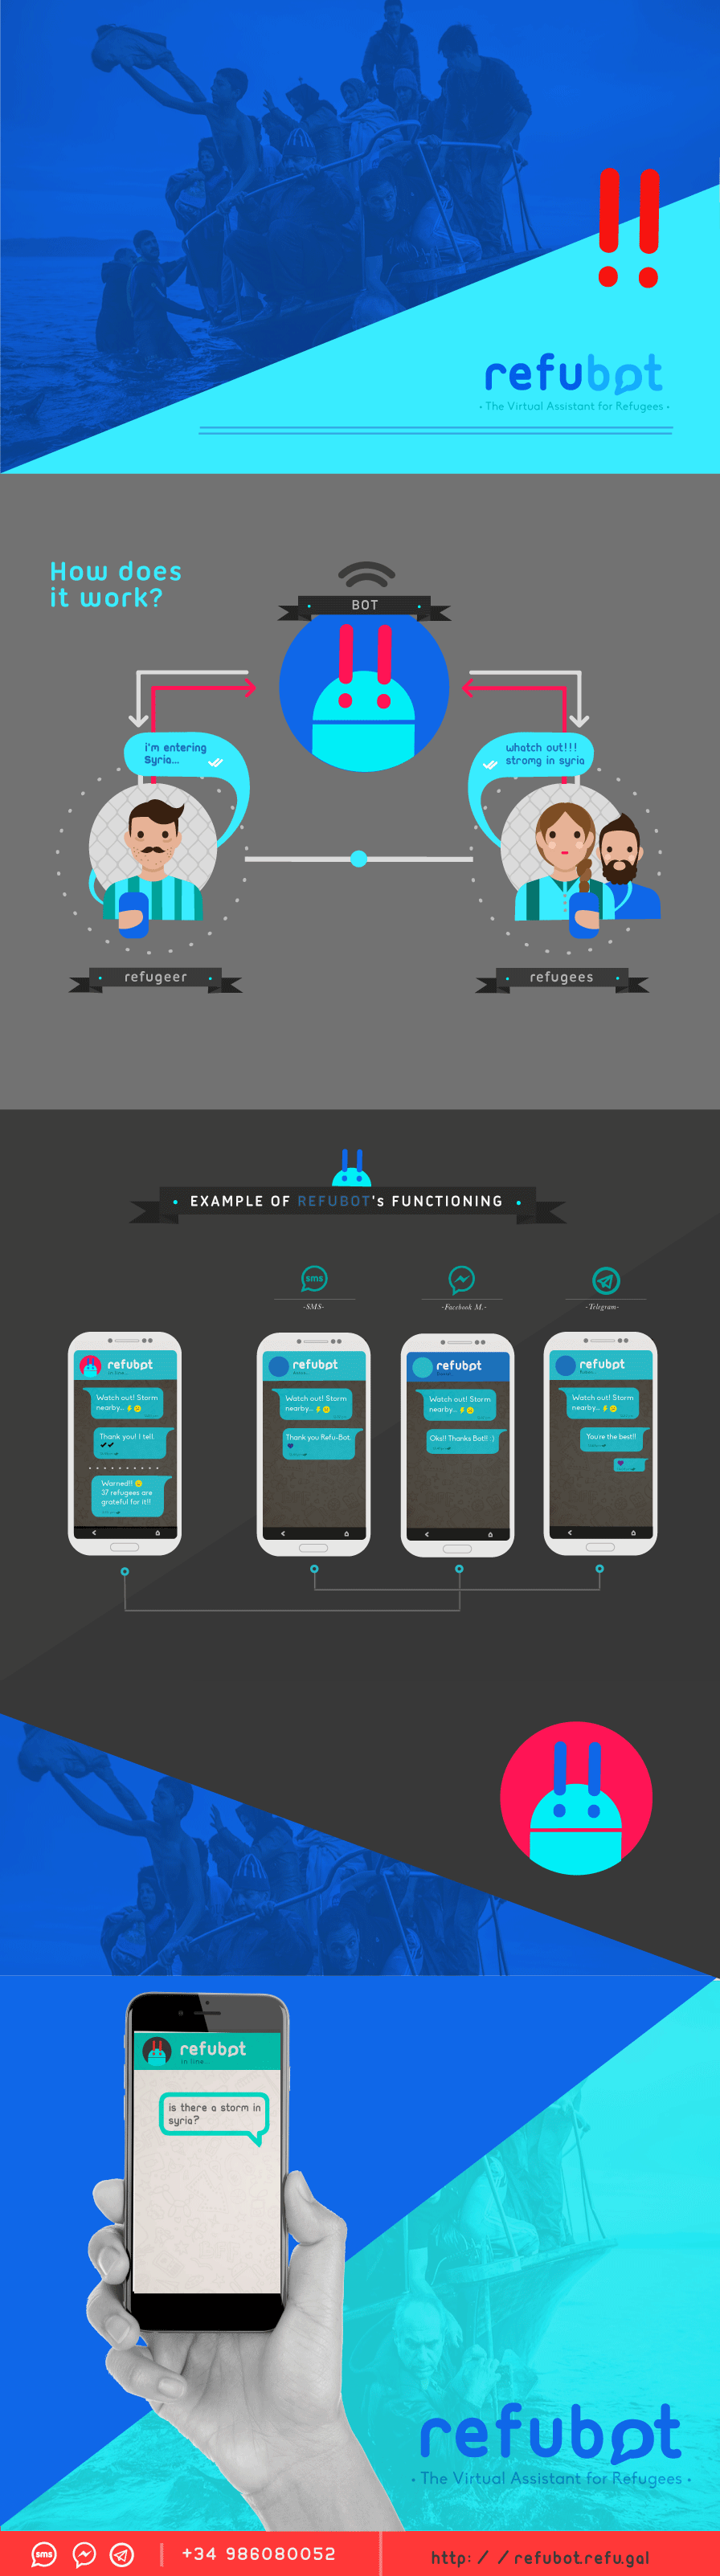 refubot
• The Virtual Assistant for Refugees •
How does
it work?
BOT
i'm entering
syria...
whatch out!!!
stromg in syria
refugeer
refugees
EXAMPLE OF REFUBOT's FUNCTIONING
sms
-SMS-
-Facebook M.-
-Telegram-
refubot
Watch out! Storm
nearby...
Thank you! I tell
Warned!!
37 refugees are
grateful for it!!
refubot
Watch out! Storm
nearby...
Thank you Refu-Bot.
refubot
Watch out! Storm
nearby...
Oks!! Thanks Bot!! :)
refubot
Watch out! Storm
nearby...
You're the best!!
refubot
in line...
is there a storm in
syria?
refubot
• The Virtual Assistant for Refugees •
sms
+34 986080052
http: / / refubot.refu.gal